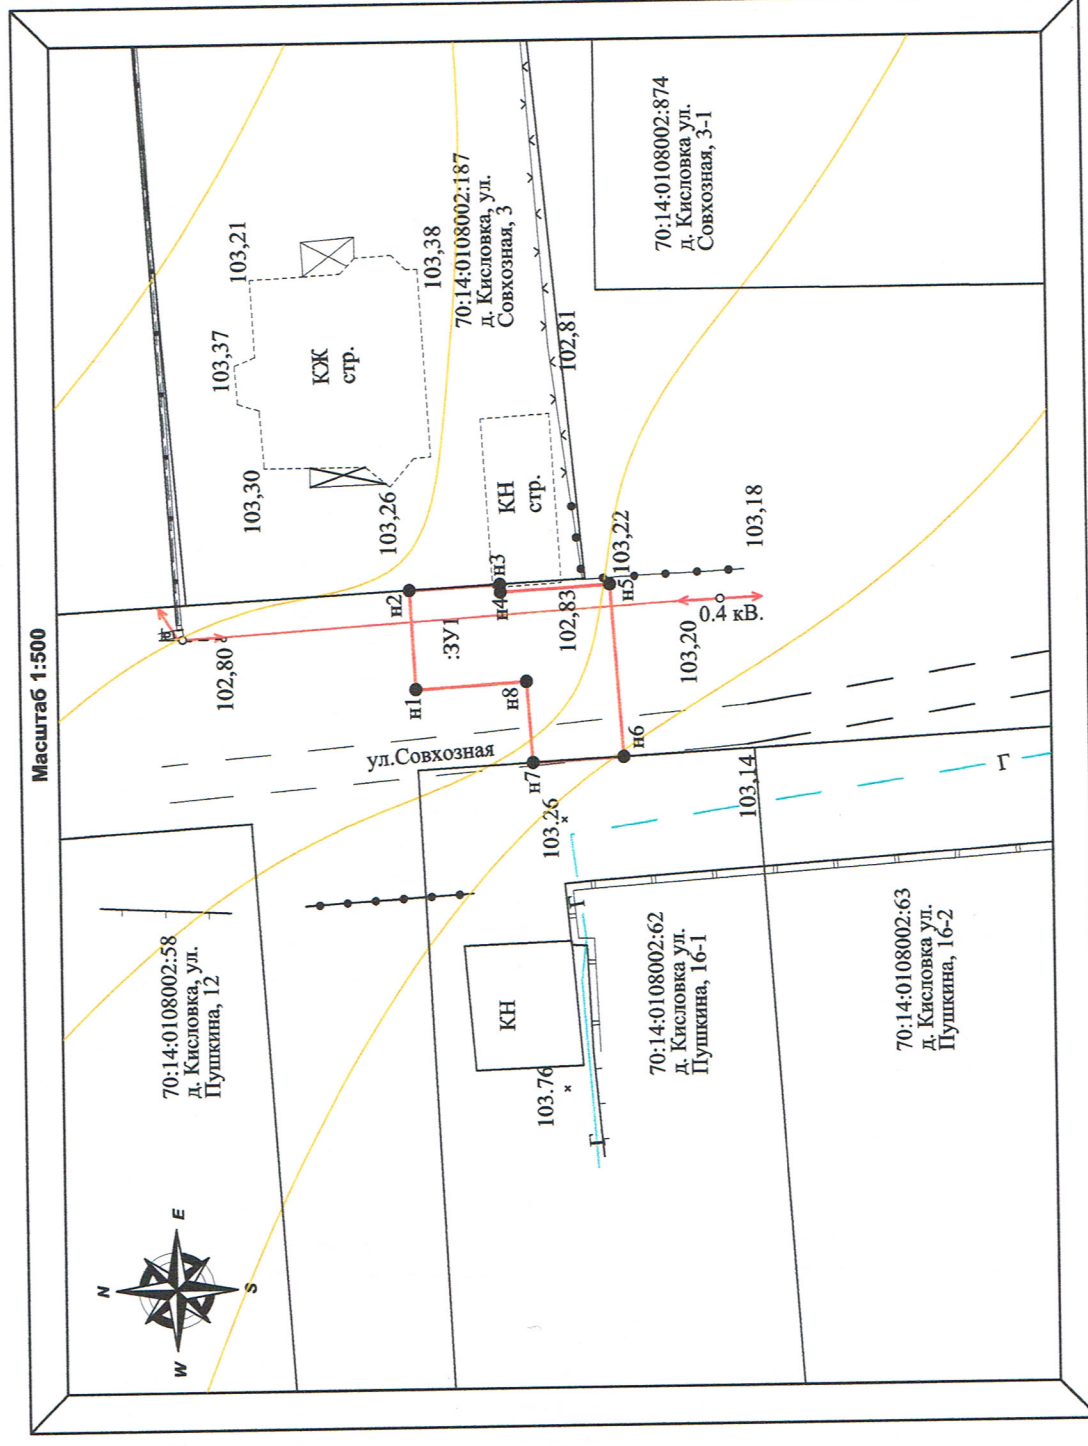 Масштаб 1:500
N
W
E
S
70:14:0108002:58
д. Кисловка, ул.
Пушкина, 12
102,80
103,30
103,37
103,21
КЖ
стр.
103,26
103,38
70:14:0108002:187
д. Кисловка, ул.
Совхозная, 3
ул.Совхозная
н1
н2
:ЗУ1
н3
н4
КН
стр.
н8
н7
102,83
102,81
н5
103,22
н6
103,20
0.4 кВ.
103,18
70:14:0108002:874
д. Кисловка ул.
Совхозная, 3-1
КН
103.76
103.26
Г
Г
70:14:0108002:62
д. Кисловка ул.
Пушкина, 16-1
103,14
70:14:0108002:63
д. Кисловка ул.
Пушкина, 16-2
Г